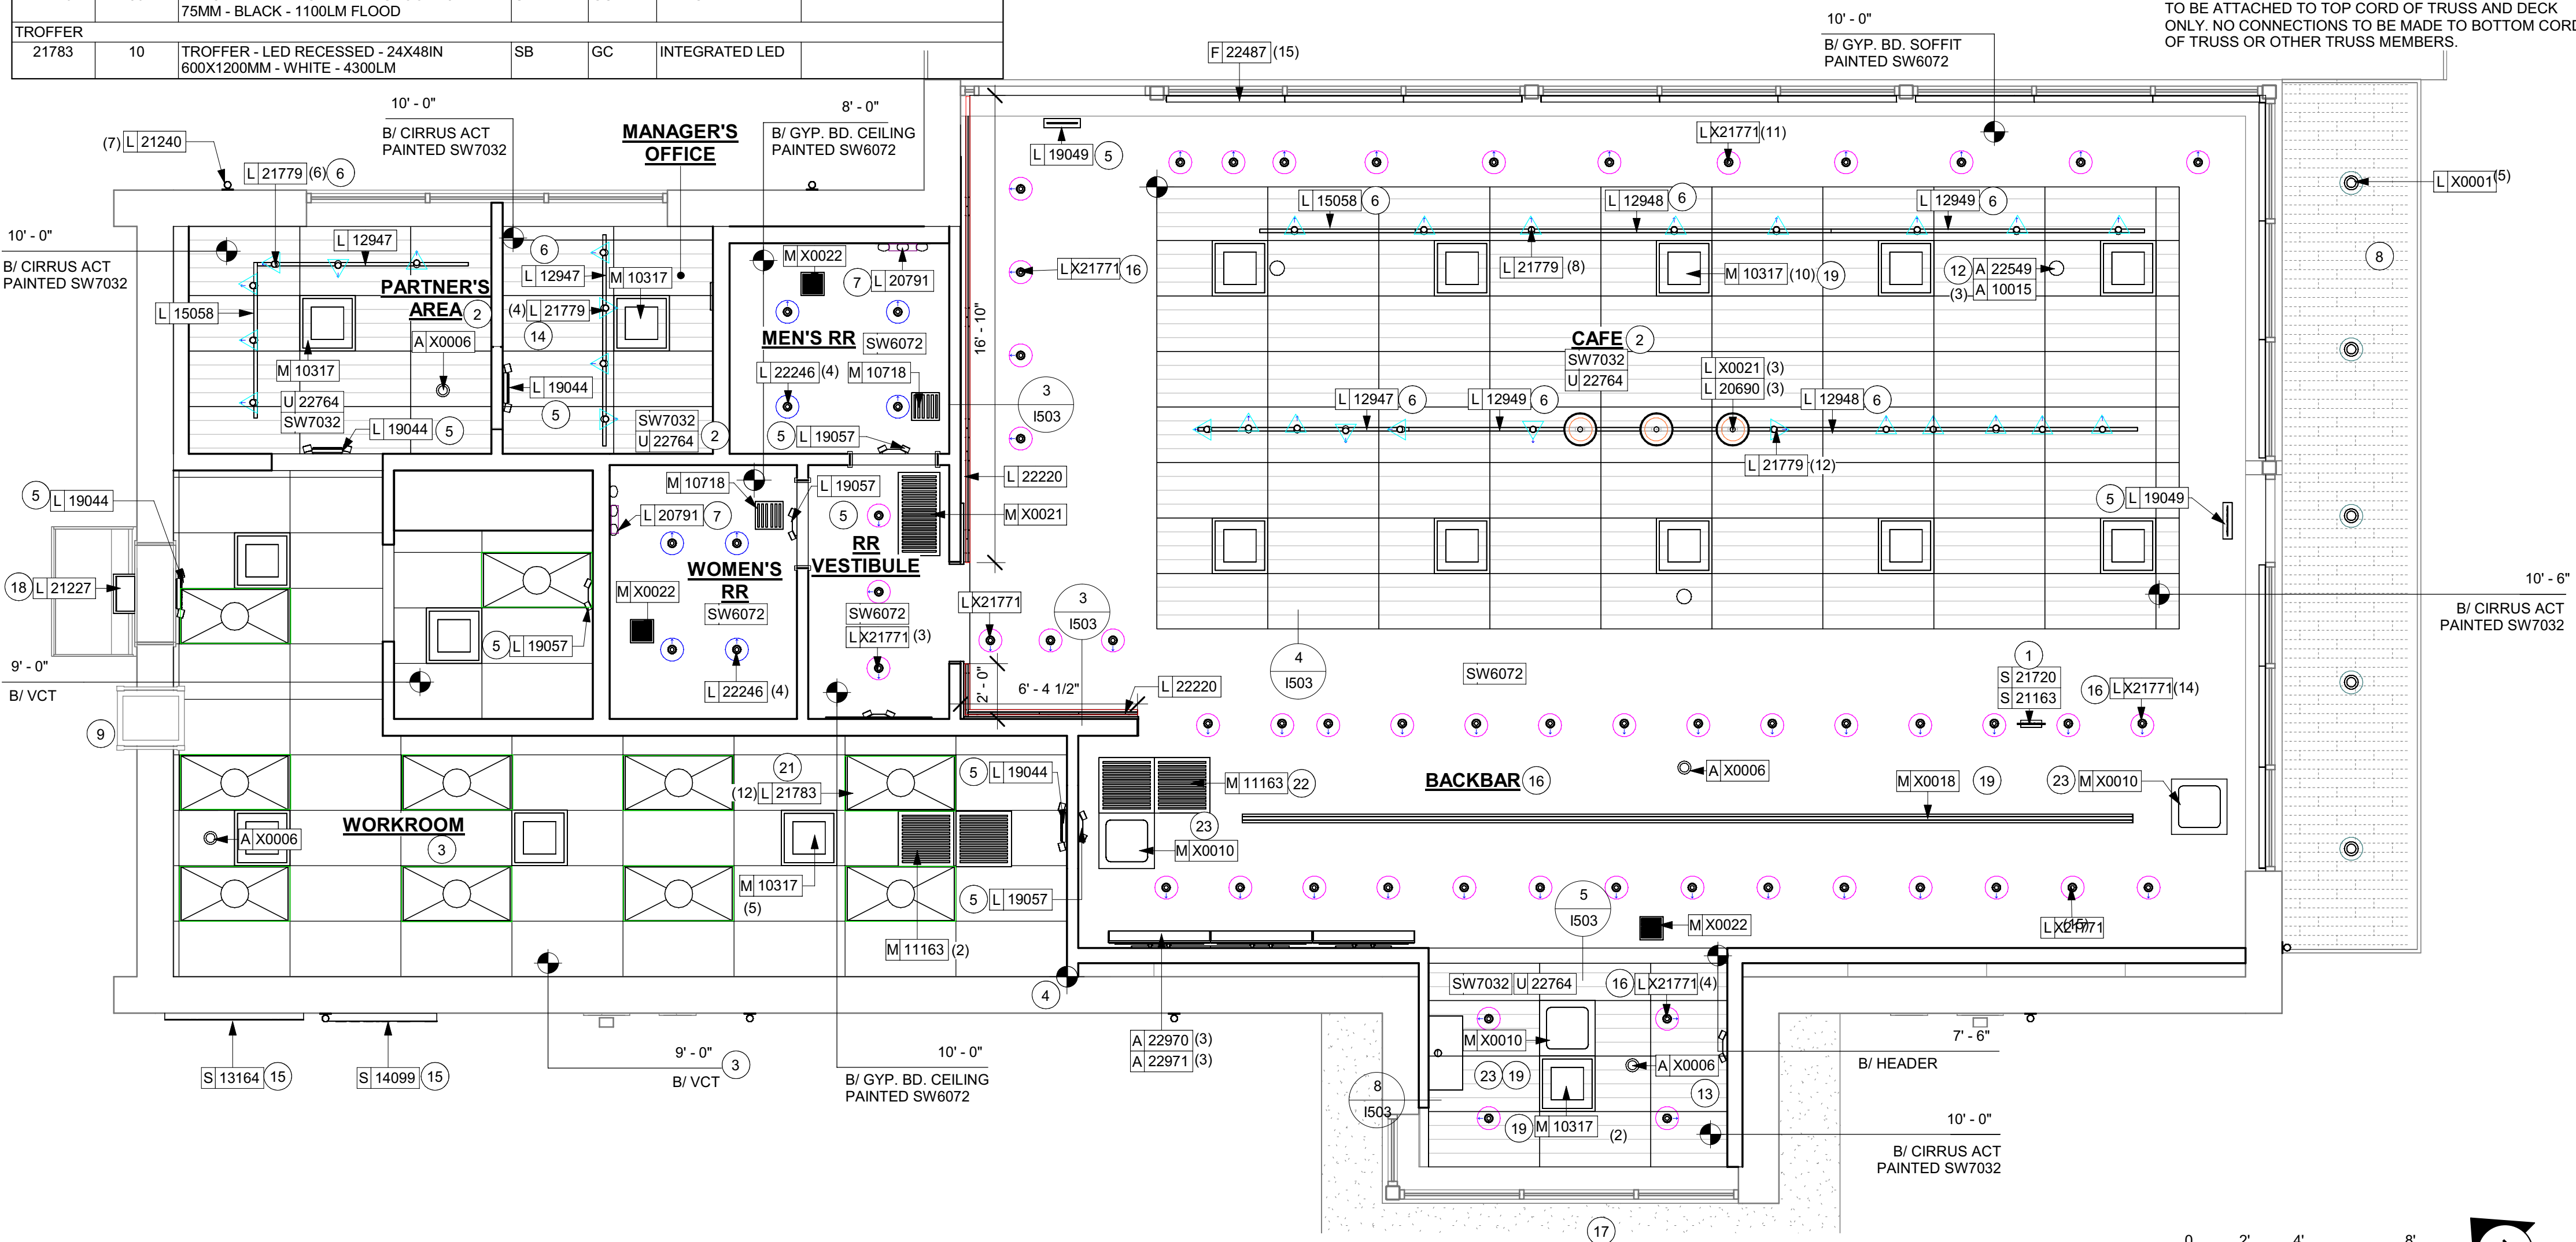 75MM - BLACK - 1100LM FLOOD
TROFFER
21783 10 TROFFER - LED RECESSED - 24X48IN SB GC INTEGRATED LED
600X1200MM - WHITE - 4300LM
TO BE ATTACHED TO TOP CORD OF TRUSS AND DECK
ONLY. NO CONNECTIONS TO BE MADE TO BOTTOM CORD
OF TRUSS OR OTHER TRUSS MEMBERS.
10' - 0"
B/ GYP. BD. SOFFIT
PAINTED SW6072
F 22487 (15)
10' - 0"
B/ CIRRUS ACT
PAINTED SW7032
MANAGER'S
OFFICE
8' - 0"
B/ GYP. BD. CEILING
PAINTED SW6072
(7) L 21240
L 21779 (6) 6
L 19049 5
L X21771 (11)
L X0001 (5)
10' - 0"
B/ CIRRUS ACT
PAINTED SW7032
L 12947
6
L 12947
M 10317
M X0022
7 L 20791
L 15058 6
L 12948 6
L 12949 6
8
L X21771 16
L 21779 (8)
M 10317 (10) 19
12 A 22549
(3) A 10015
PARTNER'S
AREA 2
L 15058
(4) L 21779
14
A X0006
M 10317
MEN'S RR
SW6072
16' - 10"
CAFE 2
SW7032
U 22764
L X0021 (3)
L 20690 (3)
L 22246 (4)
M 10718
3
I503
U 22764
SW7032
L 19044
5
L 19044 5
SW7032
U 22764 2
5 L 19057
L 12947 6
L 12949 6
L 12948 6
L 21779 (12)
L 22220
M X0021
5 L 19044
M 10718
L 19057
5
L 20791 7
5 L 19049
RR
VESTIBULE
WOMEN'S
RR
SW6072
M X0022
18 L 21227
5 L 19057
SW6072
L X21771 (3)
L X21771
3
I503
10' - 6"
B/ CIRRUS ACT
PAINTED SW7032
9' - 0"
B/ VCT
L 22246 (4)
2' - 0"
6' - 4 1/2"
L 22220
4
I503
SW6072
1
S 21720
S 21163
16 L X21771 (14)
9
21
(12) L 21783
5 L 19044
M 11163 22
BACKBAR 16
A X0006
M X0018 19
23 M X0010
WORKROOM
3
A X0006
23
M X0010
M 10317
(5)
5 L 19057
M 11163 (2)
5
I503
M X0022
L X21771
(15)
4
SW7032 U 22764
16 L X21771 (4)
S 13164 15
S 14099 15
9' - 0"
B/ VCT
3
10' - 0"
B/ GYP. BD. CEILING
PAINTED SW6072
A 22970 (3)
A 22971 (3)
M X0010
23 19
A X0006
13
7' - 6"
B/ HEADER
8
I503
19 M 10317 (2)
10' - 0"
B/ CIRRUS ACT
PAINTED SW7032
17
0 2' 4' 8'